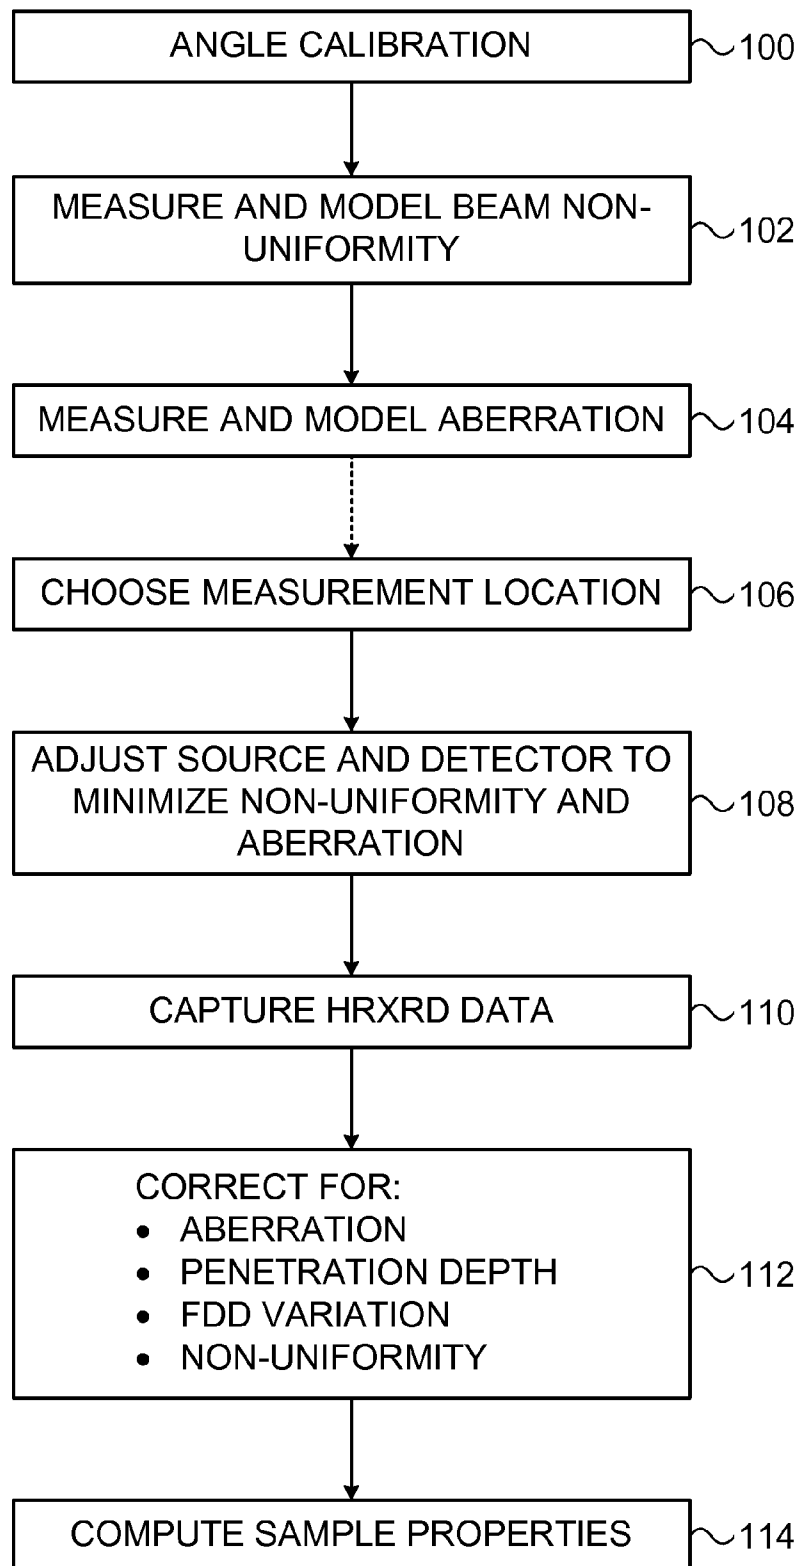 ANGLE CALIBRATION
100
MEASURE AND MODEL BEAM NON-
UNIFORMITY
102
MEASURE AND MODEL ABERRATION
104
CHOOSE MEASUREMENT LOCATION
106
ADJUST SOURCE AND DETECTOR TO
MINIMIZE NON-UNIFORMITY AND
ABERRATION
108
CAPTURE HRXRD DATA
110
CORRECT FOR:
• ABERRATION
• PENETRATION DEPTH
• FDD VARIATION
• NON-UNIFORMITY
112
COMPUTE SAMPLE PROPERTIES
114